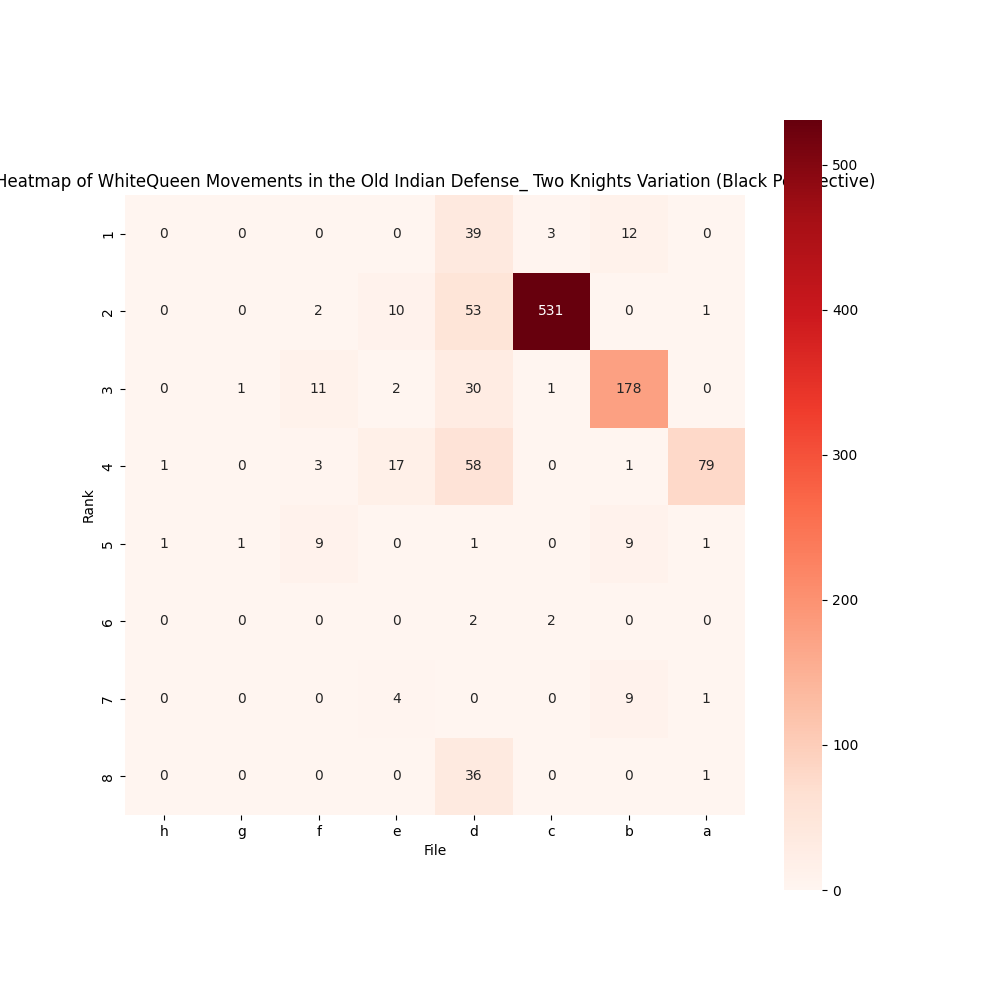 Heatmap of WhiteQueen Movements in the Old Indian Defense_ Two Knights Variation (Black Perspective)
1 0 0 0 0 39 3 12 0
2 0 0 2 10 53 531 0 1
3 0 1 11 2 30 1 178 0
4 1 0 3 17 58 0 1 79
5 1 1 9 0 1 0 9 1
6 0 0 0 0 2 2 0 0
7 0 0 0 4 0 0 9 1
8 0 0 0 0 36 0 0 1
h g f e d c b a
File
Rank
500
400
300
200
100
0